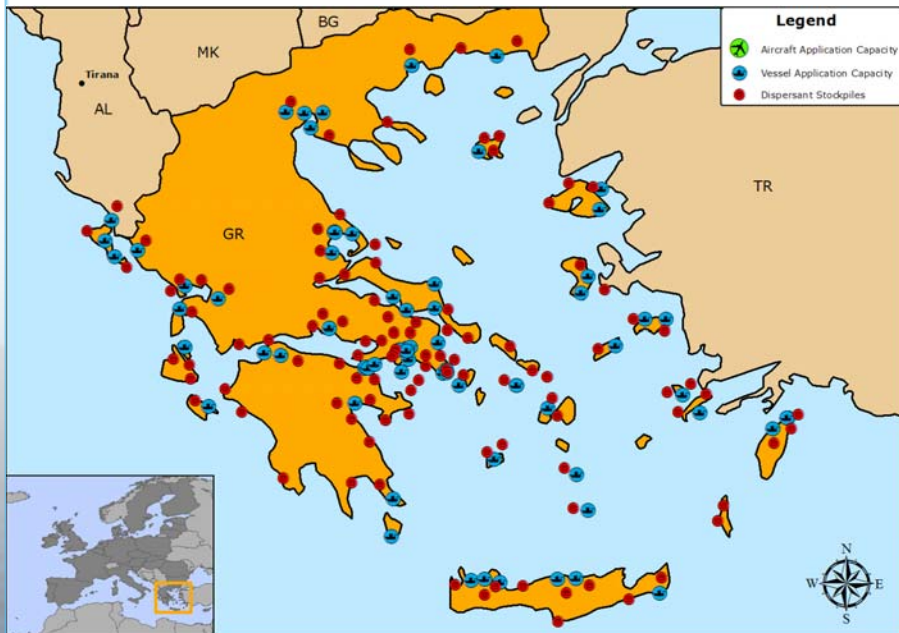 BG
MK
Tirana
AL
TR
GR
Legend
Aircraft Application Capacity
Vessel Application Capacity
Dispersant Stockpiles
N
W
E
S